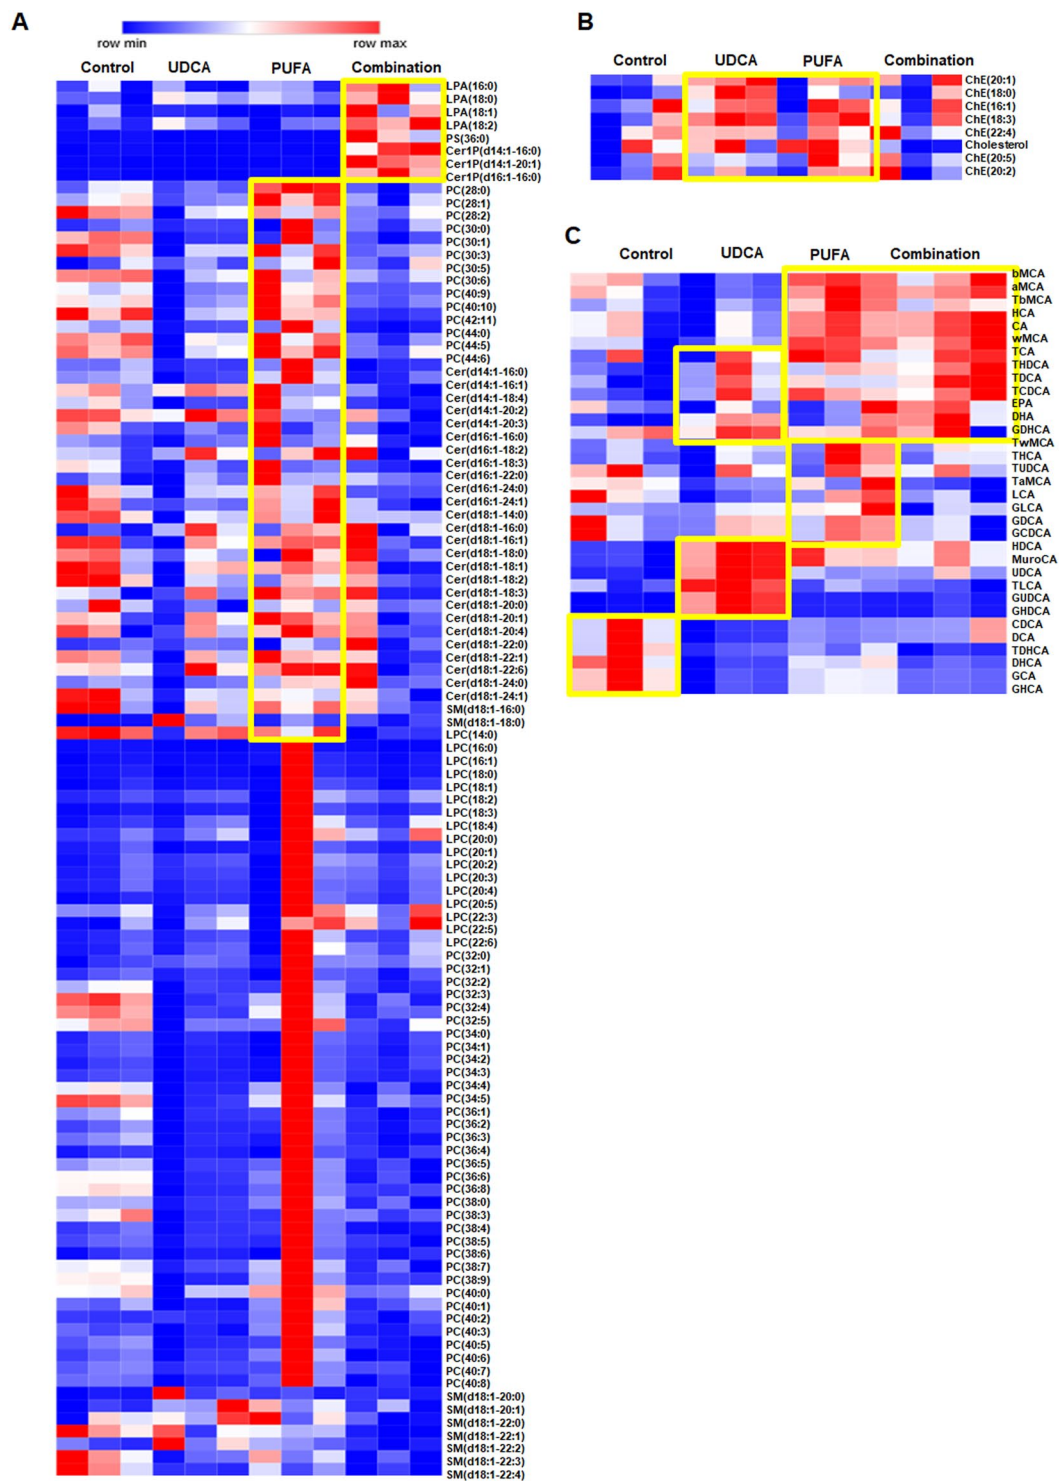 A
row min
row max
Control
UDCA
PUFA
Combination
LPA(16:0)
LPA(18:0)
LPA(18:1)
LPA(18:2)
PS(36:0)
Cer1P(d14:1-16:0)
Cer1P(d14:1-20:1)
Cer1P(d16:1-16:0)
PC(28:0)
PC(28:1)
PC(28:2)
PC(30:0)
PC(30:1)
PC(30:3)
PC(30:5)
PC(30:6)
PC(40:9)
PC(40:10)
PC(42:11)
PC(44:0)
PC(44:5)
PC(44:6)
Cer(d14:1-16:0)
Cer(d14:1-16:1)
Cer(d14:1-18:4)
Cer(d14:1-20:2)
Cer(d14:1-20:3)
Cer(d16:1-16:0)
Cer(d16:1-18:2)
Cer(d16:1-18:3)
Cer(d16:1-22:0)
Cer(d16:1-24:0)
Cer(d16:1-24:1)
Cer(d18:1-14:0)
Cer(d18:1-16:0)
Cer(d18:1-16:1)
Cer(d18:1-18:0)
Cer(d18:1-18:1)
Cer(d18:1-18:2)
Cer(d18:1-18:3)
Cer(d18:1-20:0)
Cer(d18:1-20:1)
Cer(d18:1-20:4)
Cer(d18:1-22:0)
Cer(d18:1-22:1)
Cer(d18:1-22:6)
Cer(d18:1-24:0)
Cer(d18:1-24:1)
SM(d18:1-16:0)
SM(d18:1-18:0)
LPC(14:0)
LPC(16:0)
LPC(16:1)
LPC(18:0)
LPC(18:1)
LPC(18:2)
LPC(18:3)
LPC(18:4)
LPC(20:0)
LPC(20:1)
LPC(20:2)
LPC(20:3)
LPC(20:4)
LPC(20:5)
LPC(22:3)
LPC(22:5)
LPC(22:6)
PC(32:0)
PC(32:1)
PC(32:2)
PC(32:3)
PC(32:4)
PC(32:5)
PC(34:0)
PC(34:1)
PC(34:2)
PC(34:3)
PC(34:4)
PC(34:5)
PC(36:1)
PC(36:2)
PC(36:3)
PC(36:4)
PC(36:5)
PC(36:6)
PC(36:8)
PC(38:0)
PC(38:3)
PC(38:4)
PC(38:5)
PC(38:6)
PC(38:7)
PC(38:9)
PC(40:0)
PC(40:1)
PC(40:2)
PC(40:3)
PC(40:5)
PC(40:6)
PC(40:7)
PC(40:8)
SM(d18:1-20:0)
SM(d18:1-20:1)
SM(d18:1-22:0)
SM(d18:1-22:1)
SM(d18:1-22:2)
SM(d18:1-22:3)
SM(d18:1-22:4)
B
Control
UDCA
PUFA
Combination
ChE(20:1)
ChE(18:0)
ChE(16:1)
ChE(18:3)
ChE(22:4)
Cholesterol
ChE(20:5)
ChE(20:2)
C
Control
UDCA
PUFA
Combination
bMCA
aMCA
TbMCA
HCA
CA
wMCA
TCA
THDCA
TDCA
TCDCA
EPA
DHA
GDHCA
TwMCA
THCA
TUDCA
TaMCA
LCA
GLCA
GDCA
GCDCA
HDCA
MuroCA
UDCA
TLCA
GUDCA
GHDCA
CDCA
DCA
TDHCA
DHCA
GCA
GHCA